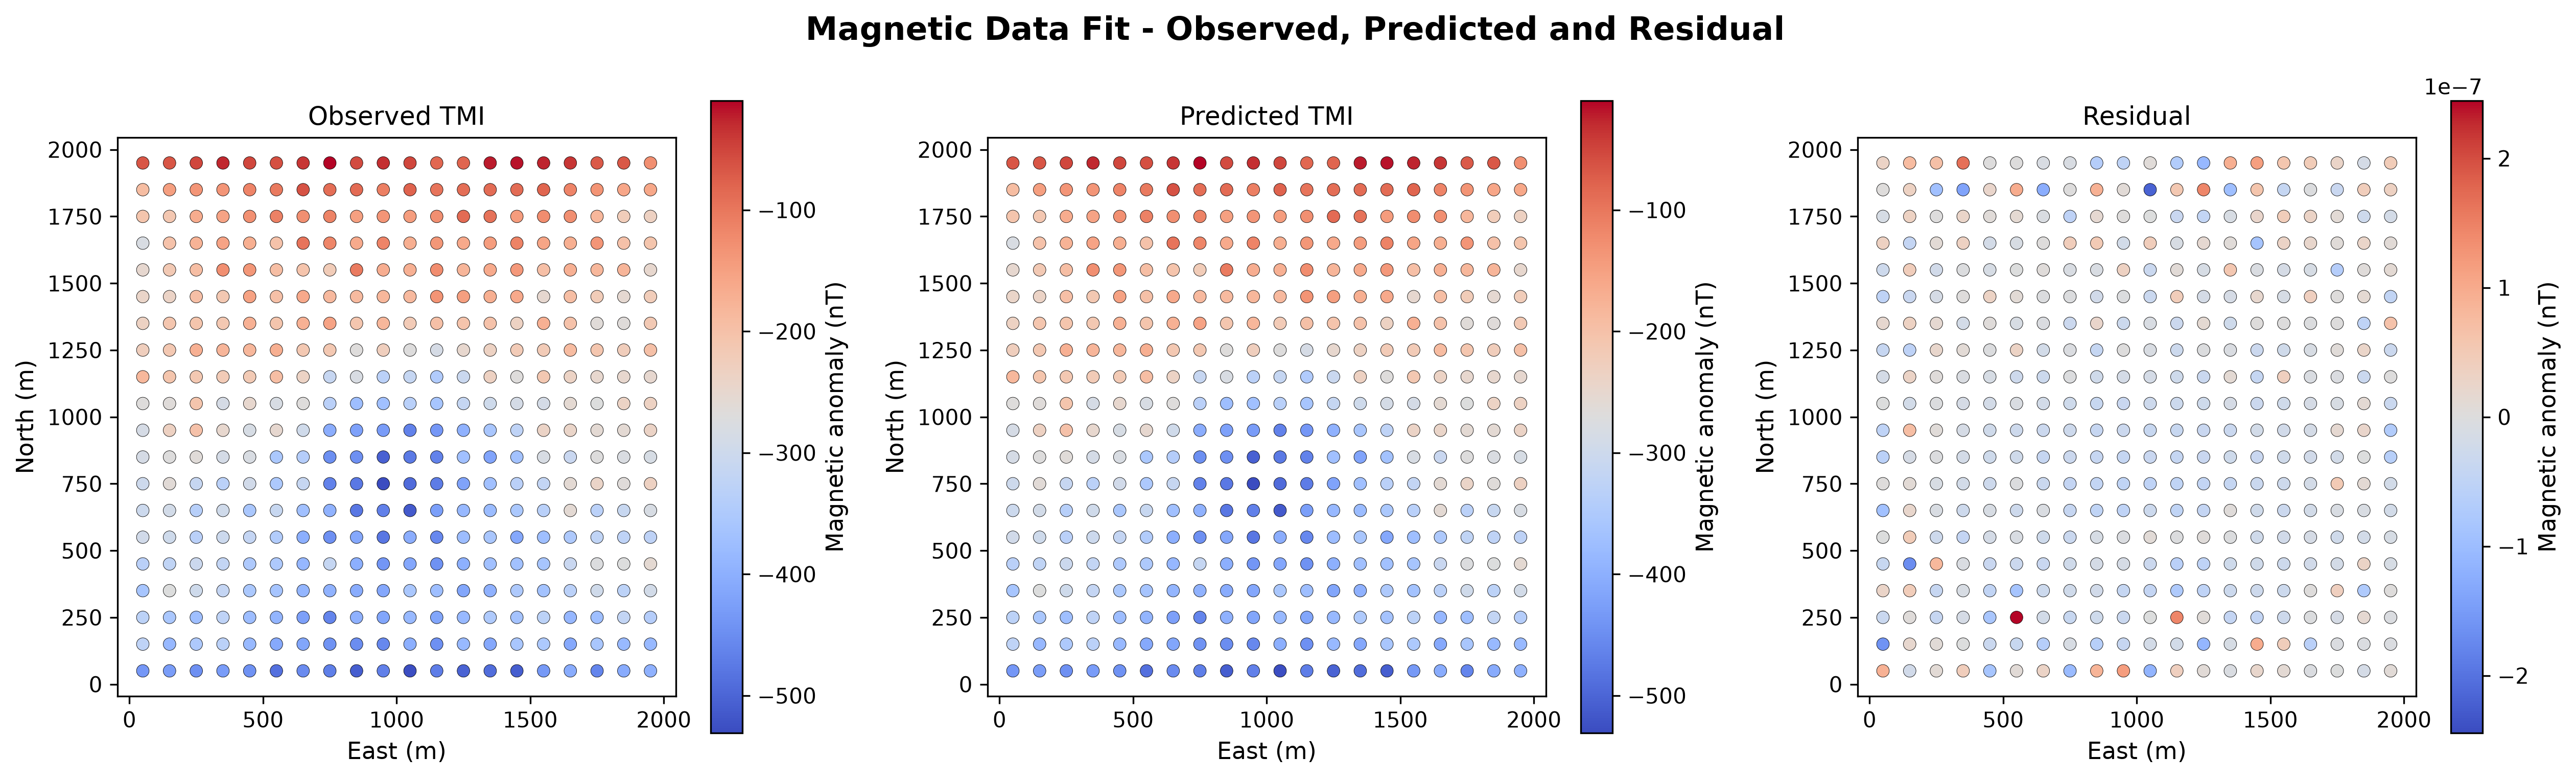 Magnetic Data Fit - Observed, Predicted and Residual
Observed TMI
North (m)
2000
1750
1500
1250
1000
750
500
250
0
0 500 1000 1500 2000
East (m)
−100
−200
−300
−400
−500
Magnetic anomaly (nT)
Predicted TMI
North (m)
2000
1750
1500
1250
1000
750
500
250
0
0 500 1000 1500 2000
East (m)
−100
−200
−300
−400
−500
Magnetic anomaly (nT)
Residual
North (m)
2000
1750
1500
1250
1000
750
500
250
0
0 500 1000 1500 2000
East (m)
1e−7
2
1
0
−1
−2
Magnetic anomaly (nT)